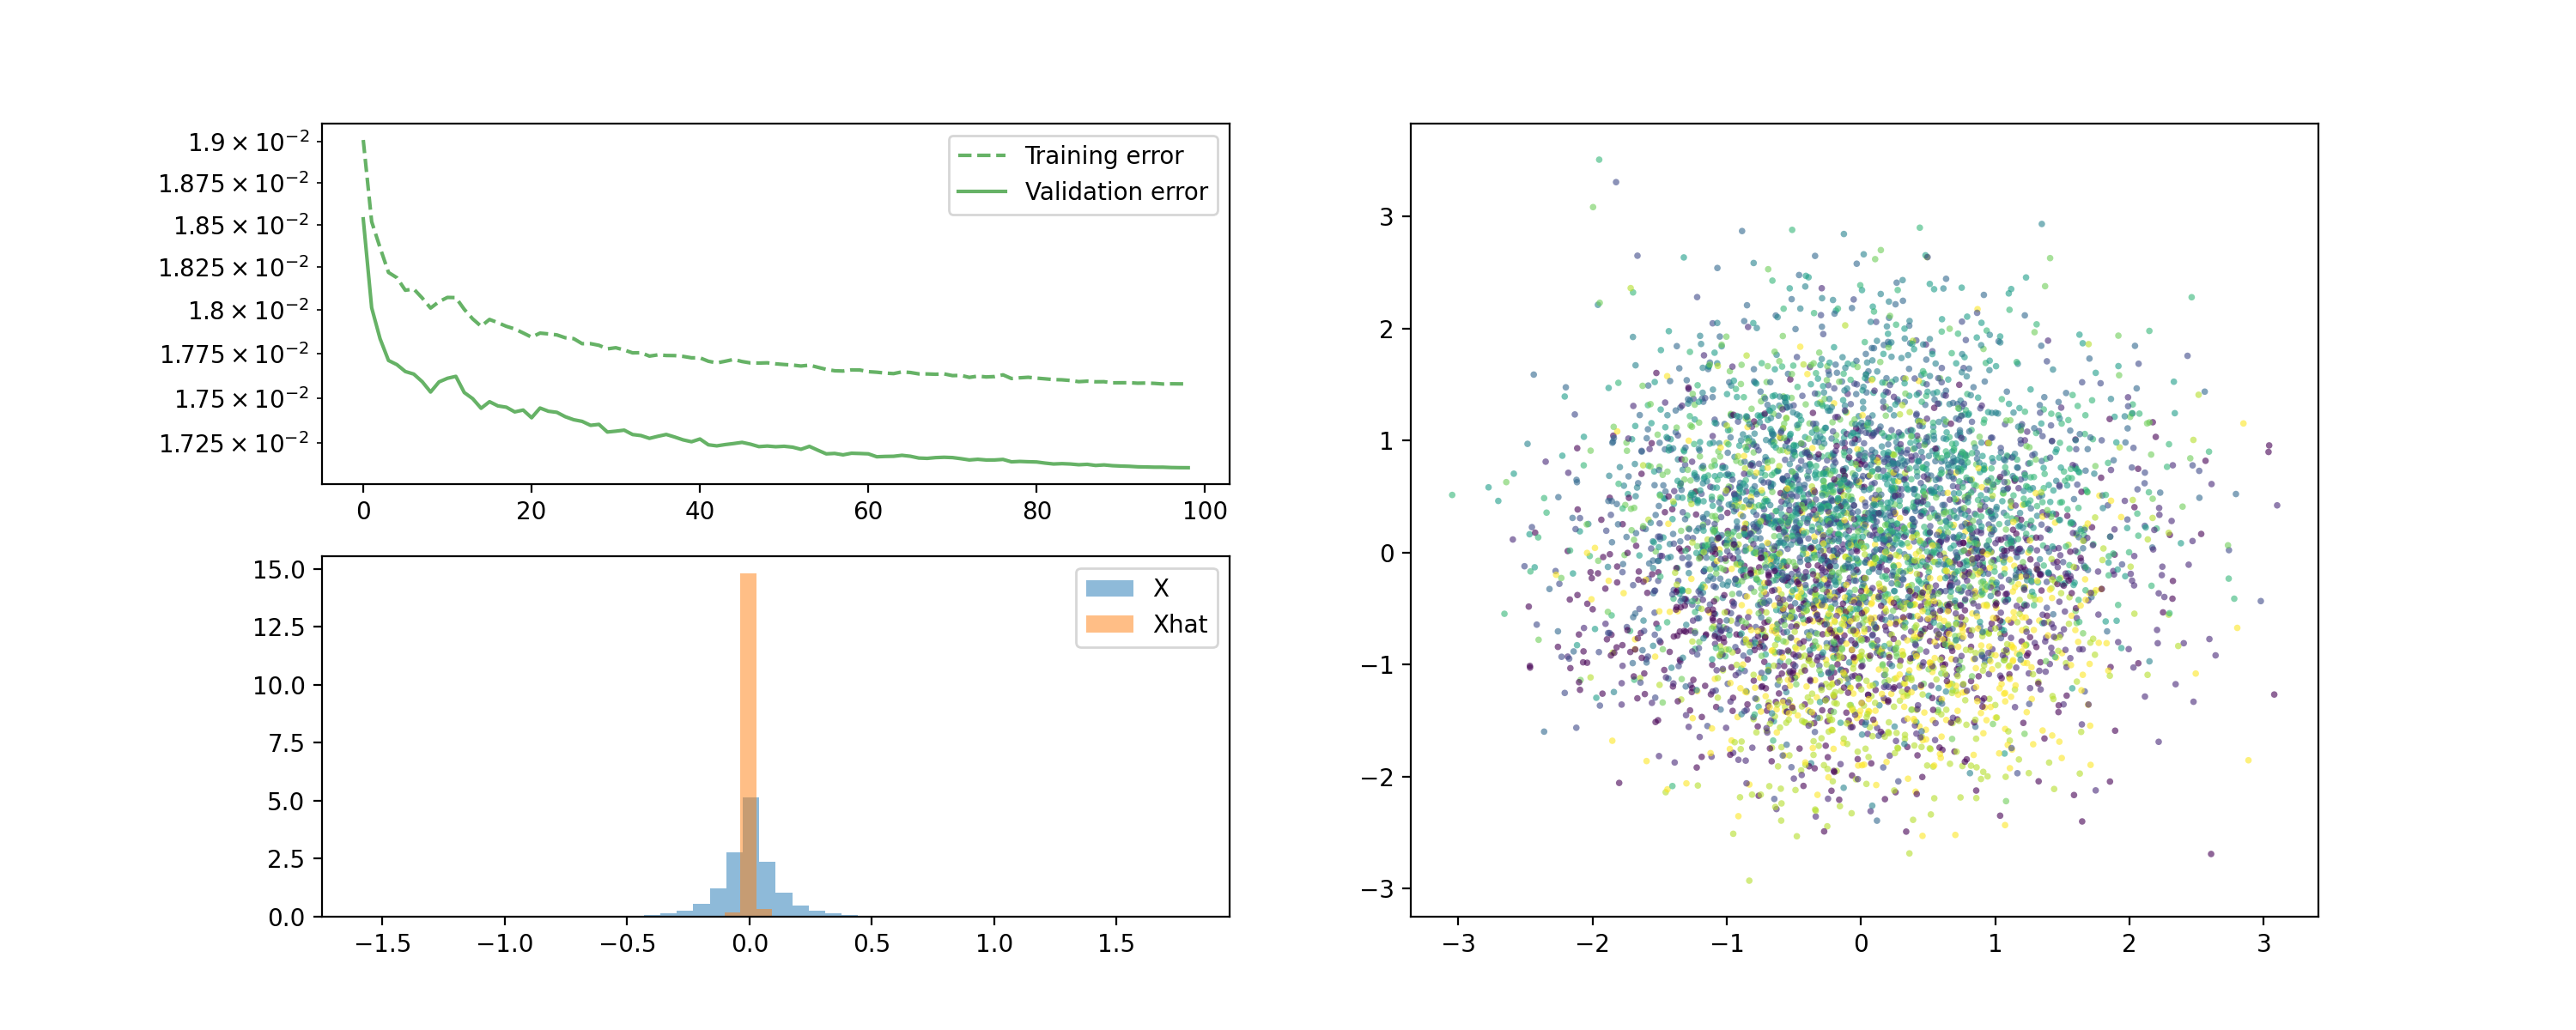 1.9 × 10⁻²
1.875 × 10⁻²
1.85 × 10⁻²
1.825 × 10⁻²
1.8 × 10⁻²
1.775 × 10⁻²
1.75 × 10⁻²
1.725 × 10⁻²
Training error
Validation error
0 20 40 60 80 100
15.0
12.5
10.0
7.5
5.0
2.5
0.0
X
Xhat
−1.5 −1.0 −0.5 0.0 0.5 1.0 1.5
3
2
1
0
−1
−2
−3
−3 −2 −1 0 1 2 3